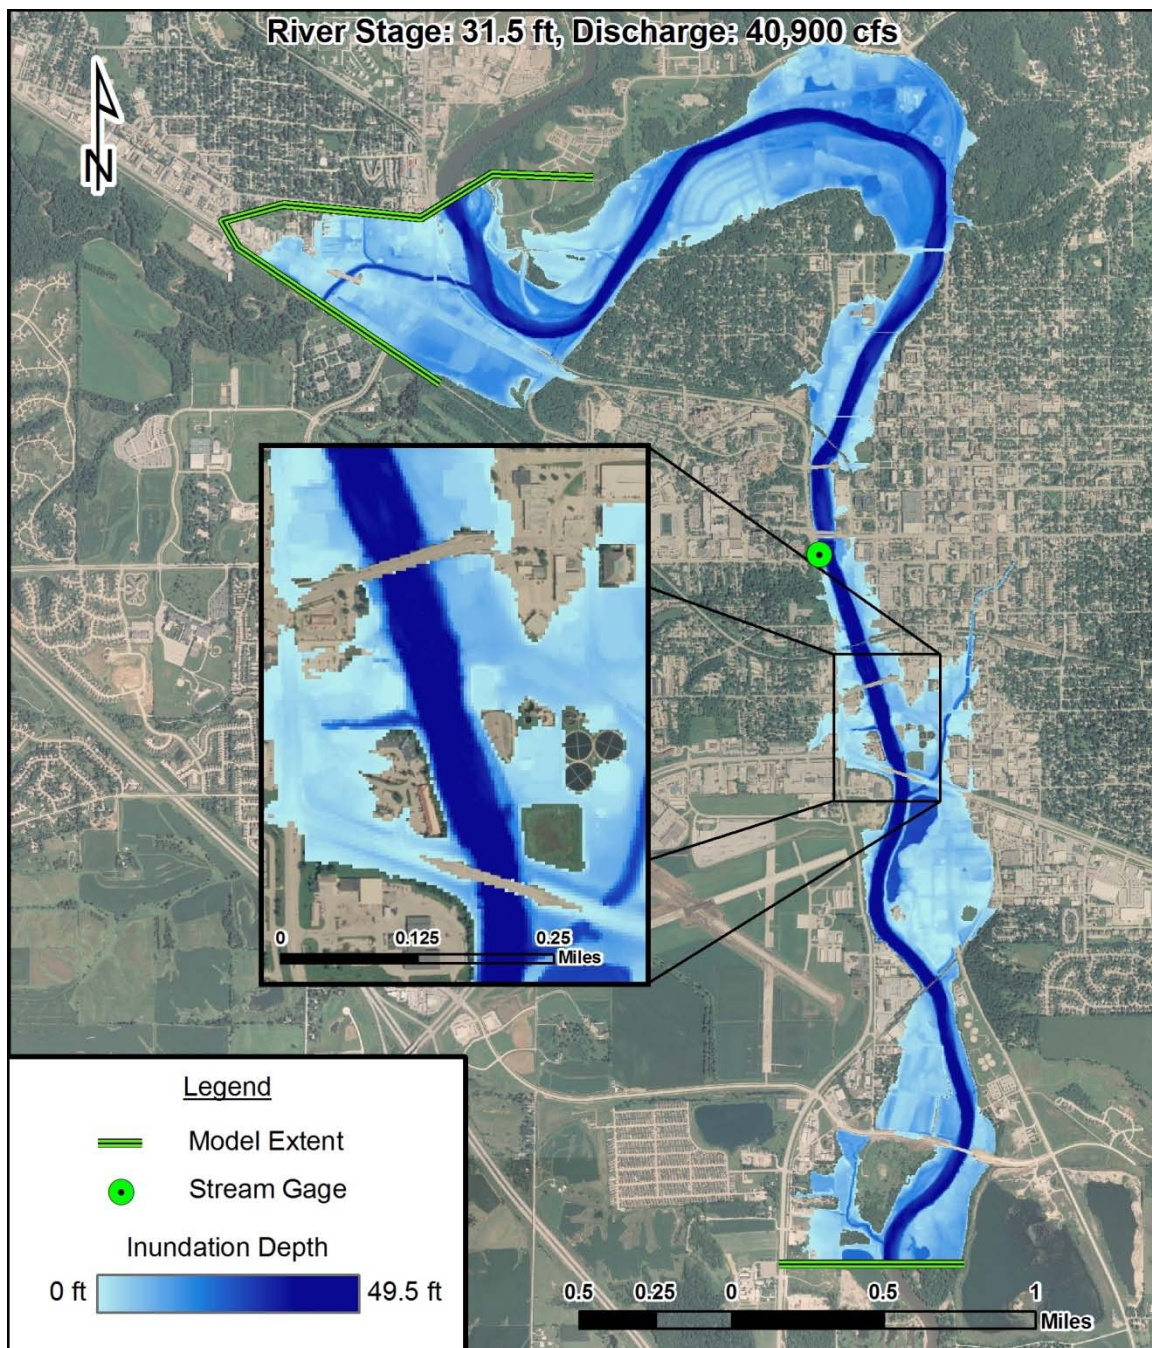 River Stage: 31.5 ft, Discharge: 40,900 cfs
N
0 0.125 0.25
Miles
Legend
Model Extent
Stream Gage
Inundation Depth
0 ft 49.5 ft
0.5 0.25 0 0.5 1
Miles